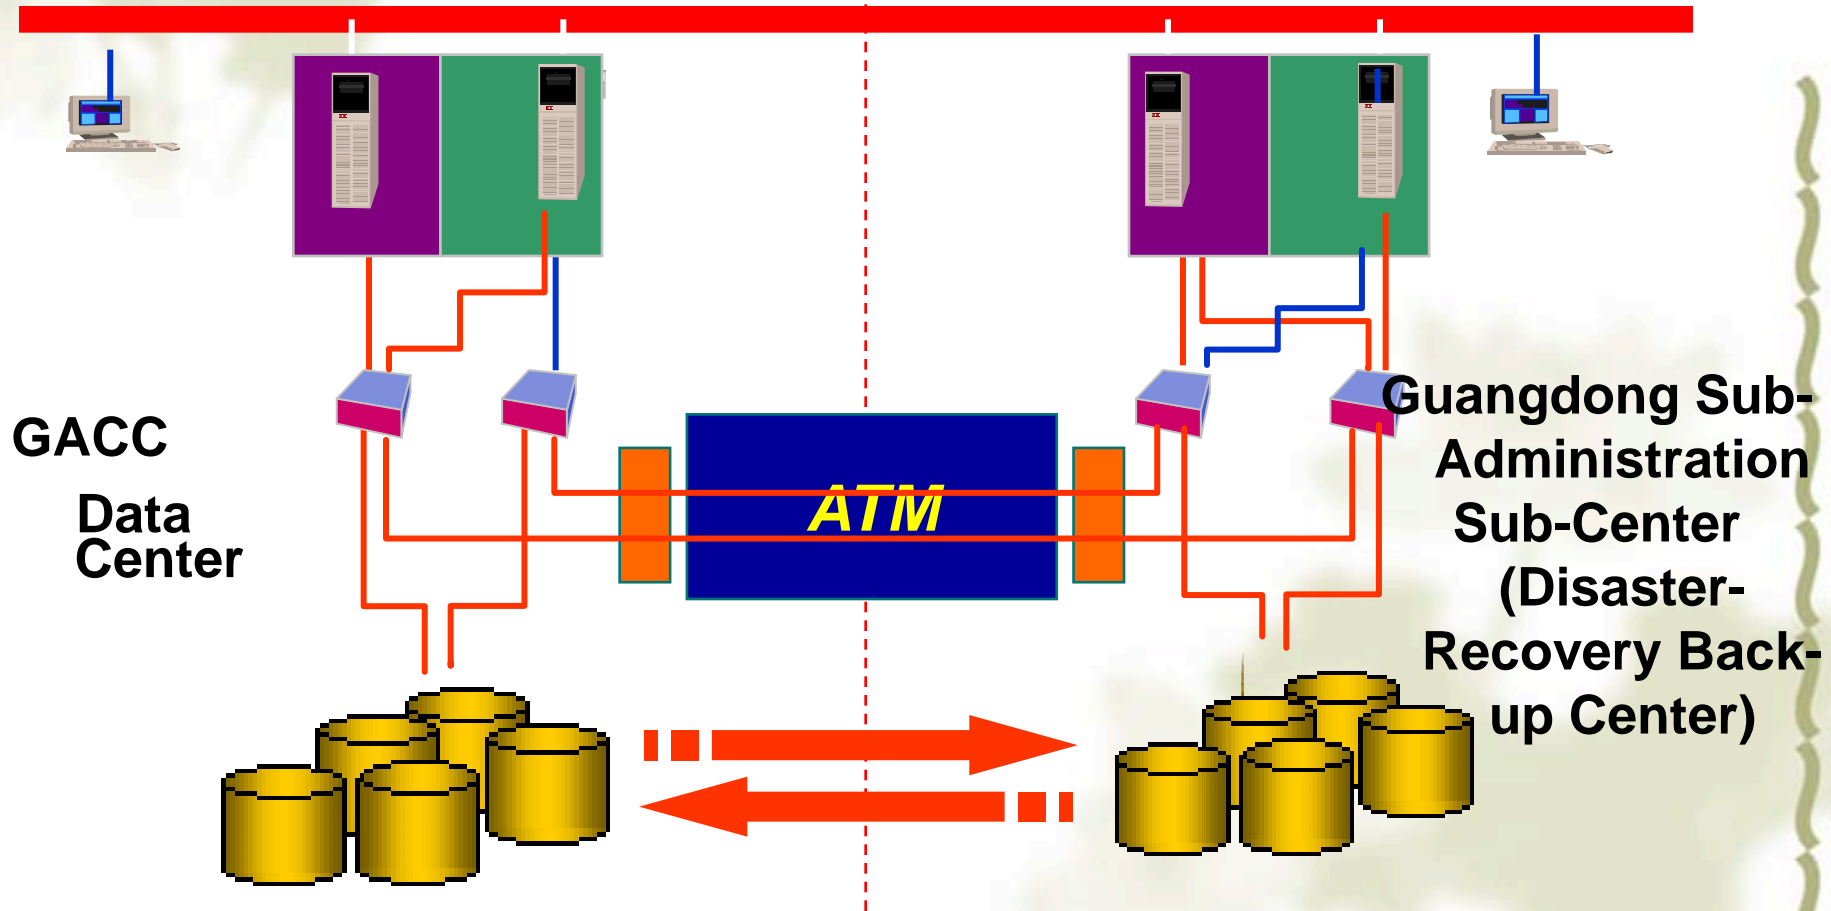 GACC
Data
Center
ATM
Guangdong Sub-
Administration
Sub-Center
(Disaster-
Recovery Back-
up Center)